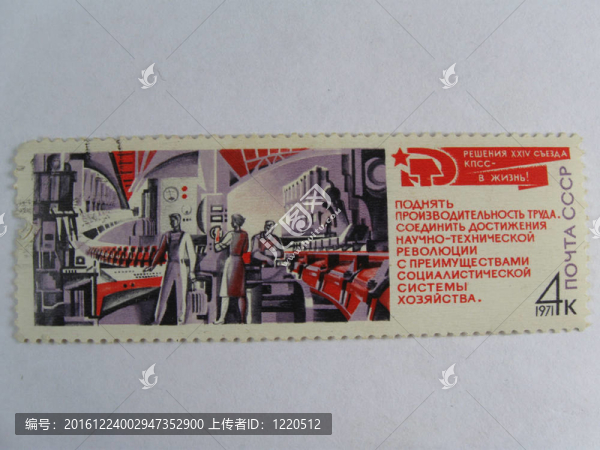 РЕШЕНИЯ XXIV СЪЕЗДА
КПСС-
В ЖИЗНЬ!
ПОДНЯТЬ
ПРОИЗВОДИТЕЛЬНОСТЬ ТРУДА.
СОЕДИНИТЬ ДОСТИЖЕНИЯ
НАУЧНО-ТЕХНИЧЕСКОЙ
РЕВОЛЮЦИИ
С ПРЕИМУЩЕСТВАМИ
СОЦИАЛИСТИЧЕСКОЙ
СИСТЕМЫ
ХОЗЯЙСТВА.
ПОЧТА СССР
4К
1971
编号：20161224002947352900 上传者ID：1220512